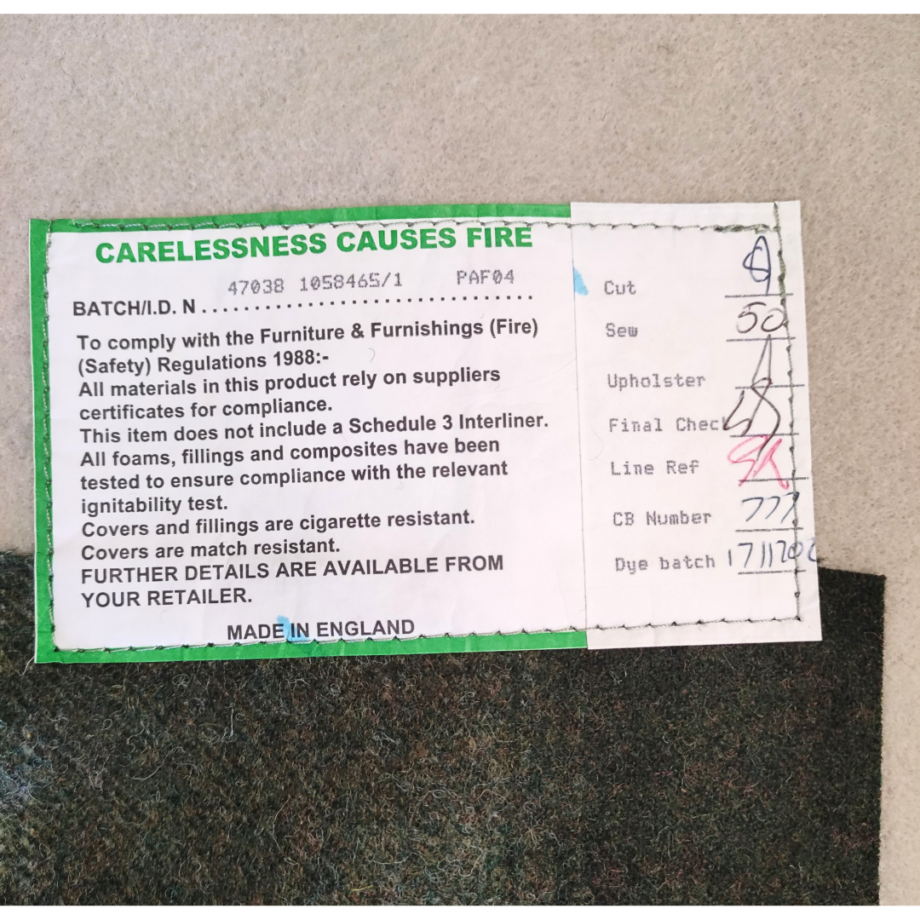 CARELESSNESS CAUSES FIRE
47038 1058465/1 PAF04
BATCH/I.D. N ..............................
To comply with the Furniture & Furnishings (Fire)
(Safety) Regulations 1988:-
All materials in this product rely on suppliers
certificates for compliance.
This item does not include a Schedule 3 Interliner.
All foams, fillings and composites have been
tested to ensure compliance with the relevant
ignitability test.
Covers and fillings are cigarette resistant.
Covers are match resistant.
FURTHER DETAILS ARE AVAILABLE FROM
YOUR RETAILER.
MADE IN ENGLAND
Cut
Sew 50
Upholster
Final Chec
Line Ref
CB Number 777
Dye batch